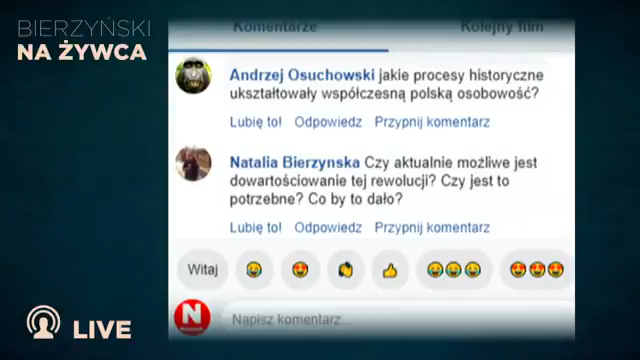 BIERZYŃSKI
NA ŻYWCA
Komentarze
Kolejny film
Andrzej Osuchowski jakie procesy historyczne
ukształtowały współczesną polską osobowość?
Lubię to! Odpowiedz Przypnij komentarz
Natalia Bierzynska Czy aktualnie możliwe jest
dowartościowanie tej rewolucji? Czy jest to
potrzebne? Co by to dało?
Lubię to! Odpowiedz Przypnij komentarz
Witaj
N
Napisz komentarz...
LIVE